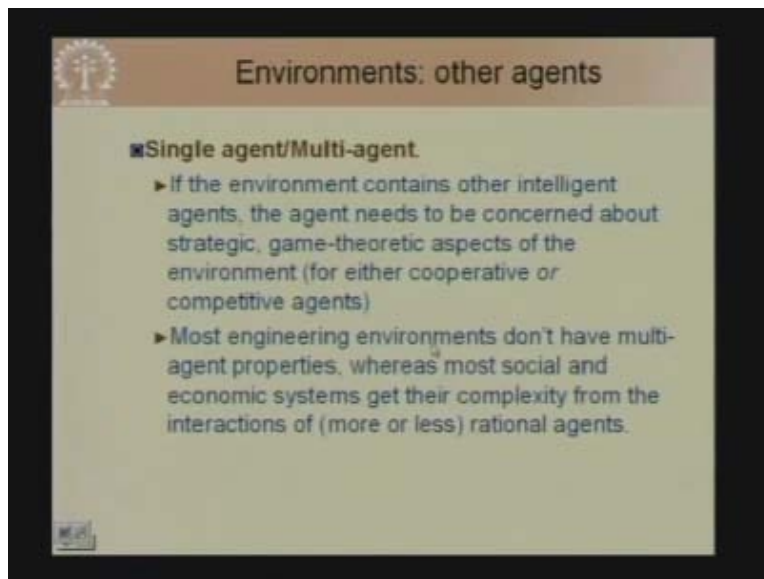 Environments: other agents
Single agent/Multi-agent.
►If the environment contains other intelligent
agents, the agent needs to be concerned about
strategic, game-theoretic aspects of the
environment (for either cooperative or
competitive agents)
►Most engineering environments don't have multi-
agent properties, whereas most social and
economic systems get their complexity from the
interactions of (more or less) rational agents.